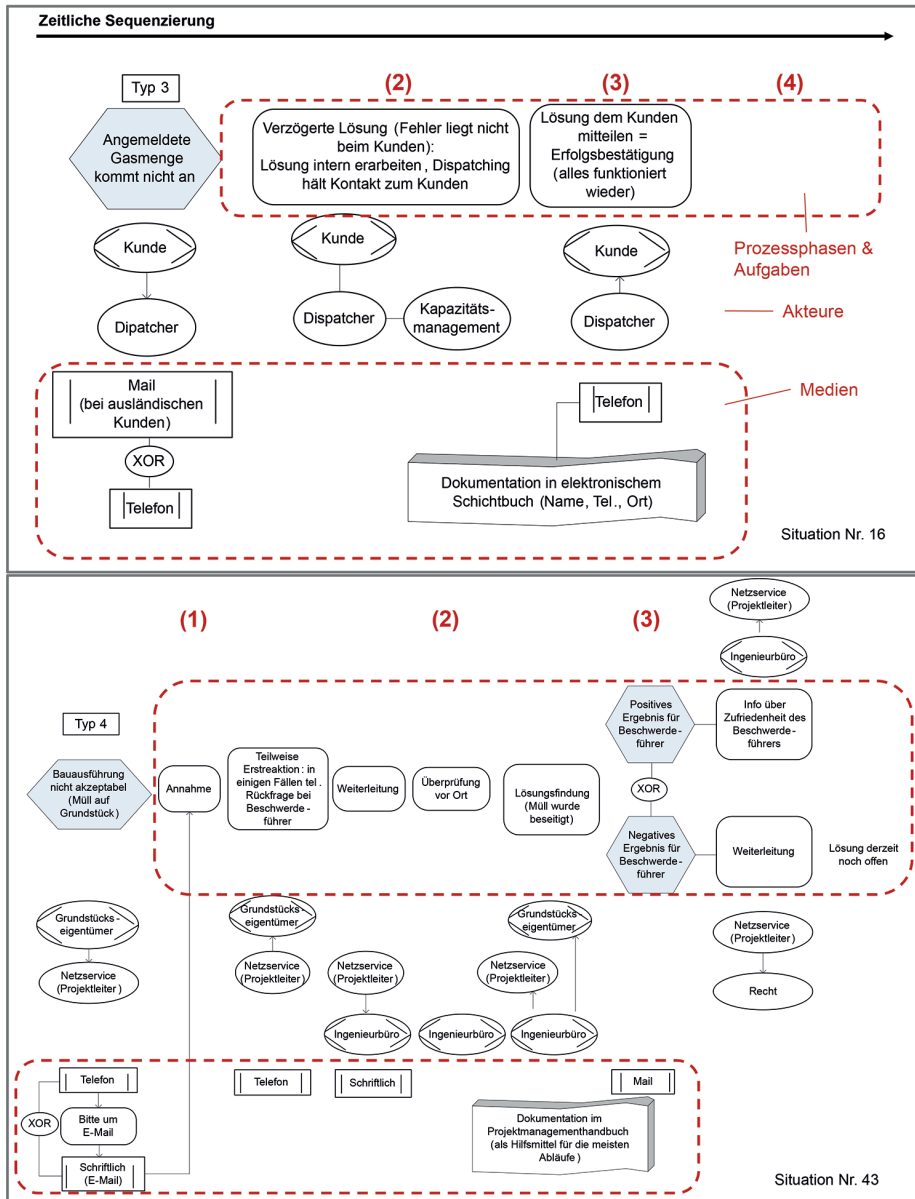 Zeitliche Sequenzierung
(2)
(3)
(4)
Typ 3
Angemeldete
Gasmenge
kommt nicht an
Verzögerte Lösung (Fehler liegt nicht
beim Kunden):
Lösung intern erarbeiten, Dispatching
hält Kontakt zum Kunden
Lösung dem Kunden
mitteilen =
Erfolgsbestätigung
(alles funktioniert
wieder)
Prozessphasen &
Aufgaben
Kunde
Kunde
Kunde
Dipatcher
Dispatcher
Kapazitäts-
management
Dispatcher
Akteure
Mail
(bei ausländischen
Kunden)
XOR
Telefon
Telefon
Medien
Dokumentation in elektronischem
Schichtbuch (Name, Tel., Ort)
Situation Nr. 16
(1)
(2)
(3)
Netzservice
(Projektleiter)
Ingenieurbüro
Typ 4
Bauausführung
nicht akzeptabel
(Müll auf
Grundstück)
Annahme
Teilweise
Erstreaktion: in
einigen Fällen tel.
Rückfrage bei
Beschwerde-
führer
Weiterleitung
Überprüfung
vor Ort
Lösungsfindung
(Müll wurde
beseitigt)
Positives
Ergebnis für
Beschwerde-
führer
Info über
Zufriedenheit des
Beschwerde-
führers
XOR
Negatives
Ergebnis für
Beschwerde-
führer
Weiterleitung
Lösung derzeit
noch offen
Grundstücks-
eigentümer
Netzservice
(Projektleiter)
Grundstücks-
eigentümer
Netzservice
(Projektleiter)
Netzservice
(Projektleiter)
Ingenieurbüro
Ingenieurbüro
Grundstücks-
eigentümer
Netzservice
(Projektleiter)
Ingenieurbüro
Netzservice
(Projektleiter)
Recht
Telefon
XOR
Bitte um
E-Mail
Schriftlich
(E-Mail)
Telefon
Schriftlich
Mail
Dokumentation im
Projektmanagementhandbuch
(als Hilfsmittel für die meisten
Abläufe)
Situation Nr. 43